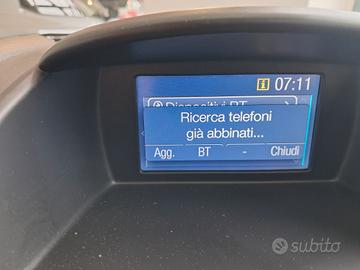 07:11
Dispositivi BT
Ricerca telefoni
già abbinati...
Agg. BT - Chiudi
subito